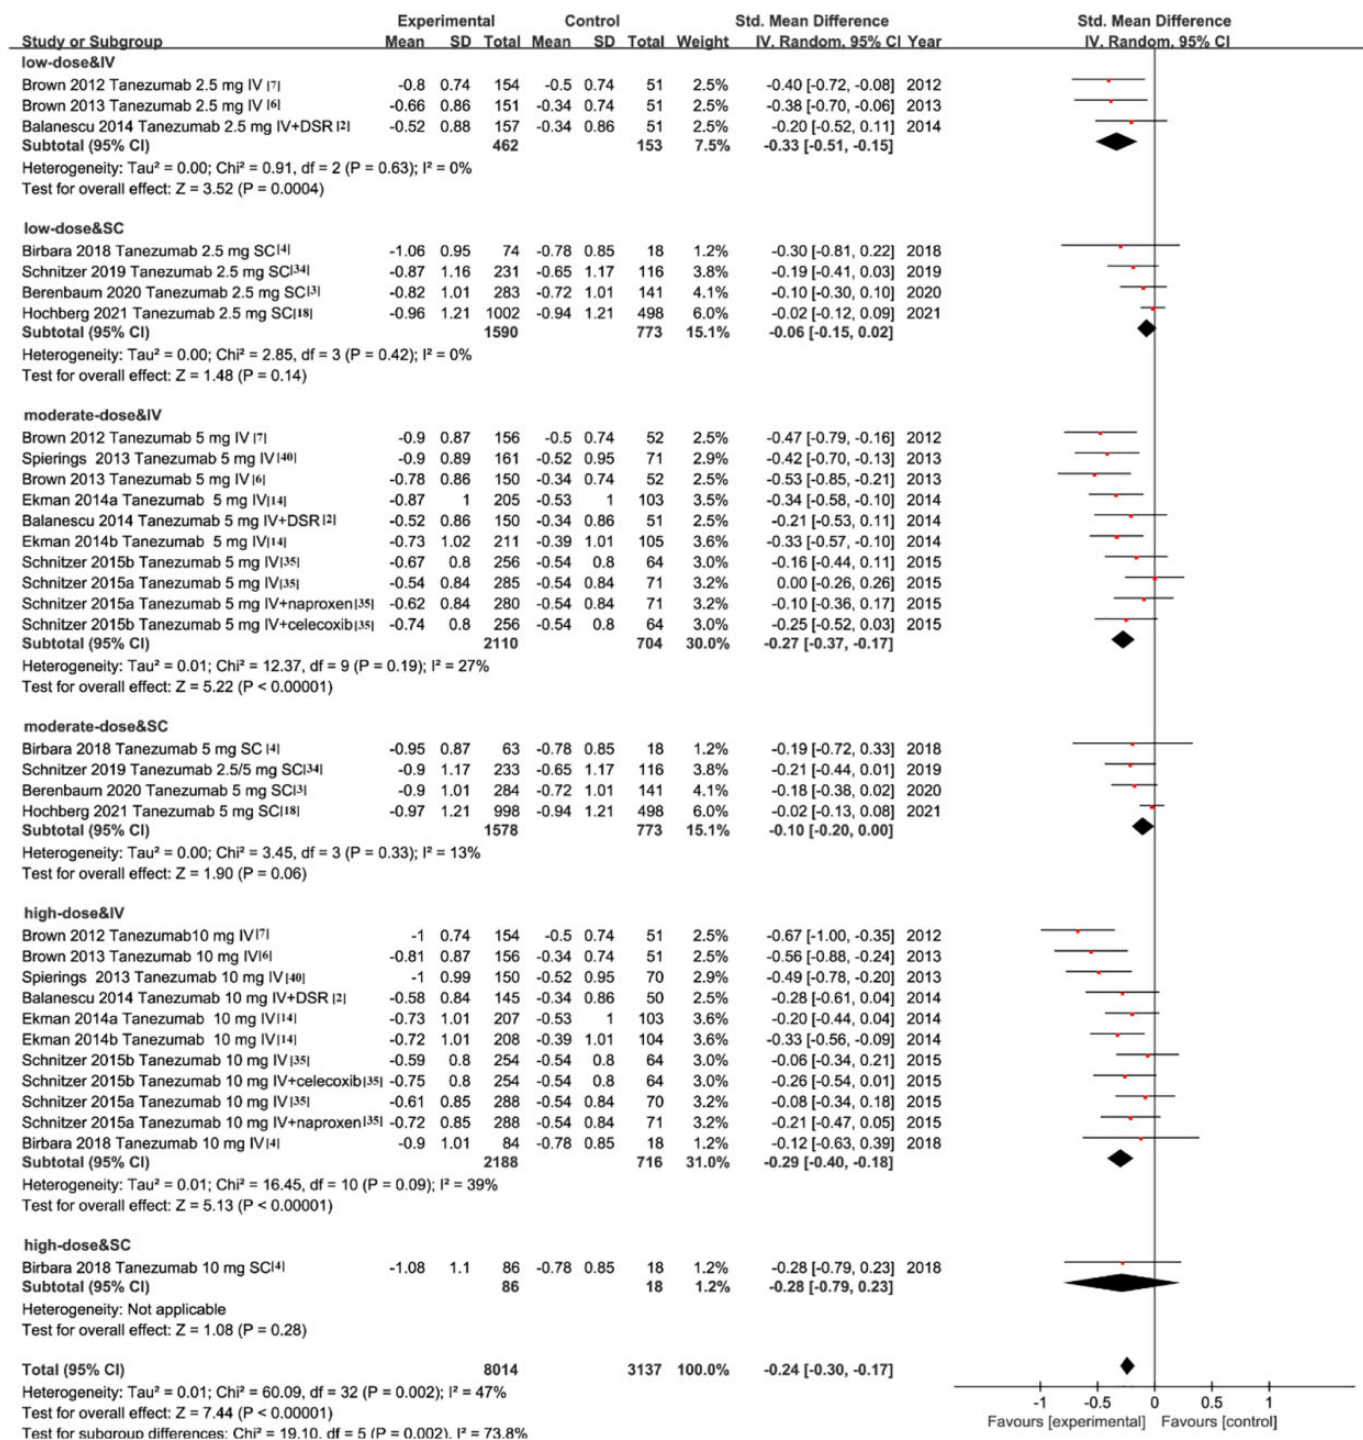 Experimental Control Std. Mean Difference Std. Mean Difference
Study or Subgroup Mean SD Total Mean SD Total Weight IV, Random, 95% CI Year IV, Random, 95% CI
low-dose&IV
Brown 2012 Tanezumab 2.5 mg IV [7] -0.8 0.74 154 -0.5 0.74 51 2.5% -0.40 [-0.72, -0.08] 2012
Brown 2013 Tanezumab 2.5 mg IV [6] -0.66 0.86 151 -0.34 0.74 51 2.5% -0.38 [-0.70, -0.06] 2013
Balanescu 2014 Tanezumab 2.5 mg IV+DSR [2] -0.52 0.88 157 -0.34 0.86 51 2.5% -0.20 [-0.52, 0.11] 2014
Subtotal (95% CI) 462 153 7.5% -0.33 [-0.51, -0.15]
Heterogeneity: Tau² = 0.00; Chi² = 0.91, df = 2 (P = 0.63); I² = 0%
Test for overall effect: Z = 3.52 (P = 0.0004)
low-dose&SC
Birbara 2018 Tanezumab 2.5 mg SC[4] -1.06 0.95 74 -0.78 0.85 18 1.2% -0.30 [-0.81, 0.22] 2018
Schnitzer 2019 Tanezumab 2.5 mg SC[34] -0.87 1.16 231 -0.65 1.17 116 3.8% -0.19 [-0.41, 0.03] 2019
Berenbaum 2020 Tanezumab 2.5 mg SC[3] -0.82 1.01 283 -0.72 1.01 141 4.1% -0.10 [-0.30, 0.10] 2020
Hochberg 2021 Tanezumab 2.5 mg SC[18] -0.96 1.21 1002 -0.94 1.21 498 6.0% -0.02 [-0.12, 0.09] 2021
Subtotal (95% CI) 1590 773 15.1% -0.06 [-0.15, 0.02]
Heterogeneity: Tau² = 0.00; Chi² = 2.85, df = 3 (P = 0.42); I² = 0%
Test for overall effect: Z = 1.48 (P = 0.14)
moderate-dose&IV
Brown 2012 Tanezumab 5 mg IV [7] -0.9 0.87 156 -0.5 0.74 52 2.5% -0.47 [-0.79, -0.16] 2012
Spierings 2013 Tanezumab 5 mg IV[40] -0.9 0.89 161 -0.52 0.95 71 2.9% -0.42 [-0.70, -0.13] 2013
Brown 2013 Tanezumab 5 mg IV[6] -0.78 0.86 150 -0.34 0.74 52 2.5% -0.53 [-0.85, -0.21] 2013
Ekman 2014a Tanezumab 5 mg IV[14] -0.87 1 205 -0.53 1 103 3.5% -0.34 [-0.58, -0.10] 2014
Balanescu 2014 Tanezumab 5 mg IV+DSR [2] -0.52 0.86 150 -0.34 0.86 51 2.5% -0.21 [-0.53, 0.11] 2014
Ekman 2014b Tanezumab 5 mg IV[14] -0.73 1.02 211 -0.39 1.01 105 3.6% -0.33 [-0.57, -0.10] 2014
Schnitzer 2015b Tanezumab 5 mg IV[35] -0.67 0.8 256 -0.54 0.8 64 3.0% -0.16 [-0.44, 0.11] 2015
Schnitzer 2015a Tanezumab 5 mg IV[35] -0.54 0.84 285 -0.54 0.84 71 3.2% 0.00 [-0.26, 0.26] 2015
Schnitzer 2015a Tanezumab 5 mg IV+naproxen[35] -0.62 0.84 280 -0.54 0.84 71 3.2% -0.10 [-0.36, 0.17] 2015
Schnitzer 2015b Tanezumab 5 mg IV+celecoxib[35] -0.74 0.8 256 -0.54 0.8 64 3.0% -0.25 [-0.52, 0.03] 2015
Subtotal (95% CI) 2110 704 30.0% -0.27 [-0.37, -0.17]
Heterogeneity: Tau² = 0.01; Chi² = 12.37, df = 9 (P = 0.19); I² = 27%
Test for overall effect: Z = 5.22 (P < 0.00001)
moderate-dose&SC
Birbara 2018 Tanezumab 5 mg SC [4] -0.95 0.87 63 -0.78 0.85 18 1.2% -0.19 [-0.72, 0.33] 2018
Schnitzer 2019 Tanezumab 2.5/5 mg SC[34] -0.9 1.17 233 -0.65 1.17 116 3.8% -0.21 [-0.44, 0.01] 2019
Berenbaum 2020 Tanezumab 5 mg SC[3] -0.9 1.01 284 -0.72 1.01 141 4.1% -0.18 [-0.38, 0.02] 2020
Hochberg 2021 Tanezumab 5 mg SC[18] -0.97 1.21 998 -0.94 1.21 498 6.0% -0.02 [-0.13, 0.08] 2021
Subtotal (95% CI) 1578 773 15.1% -0.10 [-0.20, 0.00]
Heterogeneity: Tau² = 0.00; Chi² = 3.45, df = 3 (P = 0.33); I² = 13%
Test for overall effect: Z = 1.90 (P = 0.06)
high-dose&IV
Brown 2012 Tanezumab10 mg IV[7] -1 0.74 154 -0.5 0.74 51 2.5% -0.67 [-1.00, -0.35] 2012
Brown 2013 Tanezumab 10 mg IV[6] -0.81 0.87 156 -0.34 0.74 51 2.5% -0.56 [-0.88, -0.24] 2013
Spierings 2013 Tanezumab 10 mg IV[40] -1 0.99 150 -0.52 0.95 70 2.9% -0.49 [-0.78, -0.20] 2013
Balanescu 2014 Tanezumab 10 mg IV+DSR [2] -0.58 0.84 145 -0.34 0.86 50 2.5% -0.28 [-0.61, 0.04] 2014
Ekman 2014a Tanezumab 10 mg IV[14] -0.73 1.01 207 -0.53 1 103 3.6% -0.20 [-0.44, 0.04] 2014
Ekman 2014b Tanezumab 10 mg IV[14] -0.72 1.01 208 -0.39 1.01 104 3.6% -0.33 [-0.56, -0.09] 2014
Schnitzer 2015b Tanezumab 10 mg IV[35] -0.59 0.8 254 -0.54 0.8 64 3.0% -0.06 [-0.34, 0.21] 2015
Schnitzer 2015b Tanezumab 10 mg IV+celecoxib[35] -0.75 0.8 254 -0.54 0.8 64 3.0% -0.26 [-0.54, 0.01] 2015
Schnitzer 2015a Tanezumab 10 mg IV[35] -0.61 0.85 288 -0.54 0.84 70 3.2% -0.08 [-0.34, 0.18] 2015
Schnitzer 2015a Tanezumab 10 mg IV+naproxen[35] -0.72 0.85 288 -0.54 0.84 71 3.2% -0.21 [-0.47, 0.05] 2015
Birbara 2018 Tanezumab 10 mg IV[4] -0.9 1.01 84 -0.78 0.85 18 1.2% -0.12 [-0.63, 0.39] 2018
Subtotal (95% CI) 2188 716 31.0% -0.29 [-0.40, -0.18]
Heterogeneity: Tau² = 0.01; Chi² = 16.45, df = 10 (P = 0.09); I² = 39%
Test for overall effect: Z = 5.13 (P < 0.00001)
high-dose&SC
Birbara 2018 Tanezumab 10 mg SC[4] -1.08 1.1 86 -0.78 0.85 18 1.2% -0.28 [-0.79, 0.23] 2018
Subtotal (95% CI) 86 18 1.2% -0.28 [-0.79, 0.23]
Heterogeneity: Not applicable
Test for overall effect: Z = 1.08 (P = 0.28)
Total (95% CI) 8014 3137 100.0% -0.24 [-0.30, -0.17]
Heterogeneity: Tau² = 0.01; Chi² = 60.09, df = 32 (P = 0.002); I² = 47%
Test for overall effect: Z = 7.44 (P < 0.00001)
Test for subgroup differences: Chi² = 19.10, df = 5 (P = 0.002), I² = 73.8%
-1 -0.5 0 0.5 1
Favours [experimental] Favours [control]